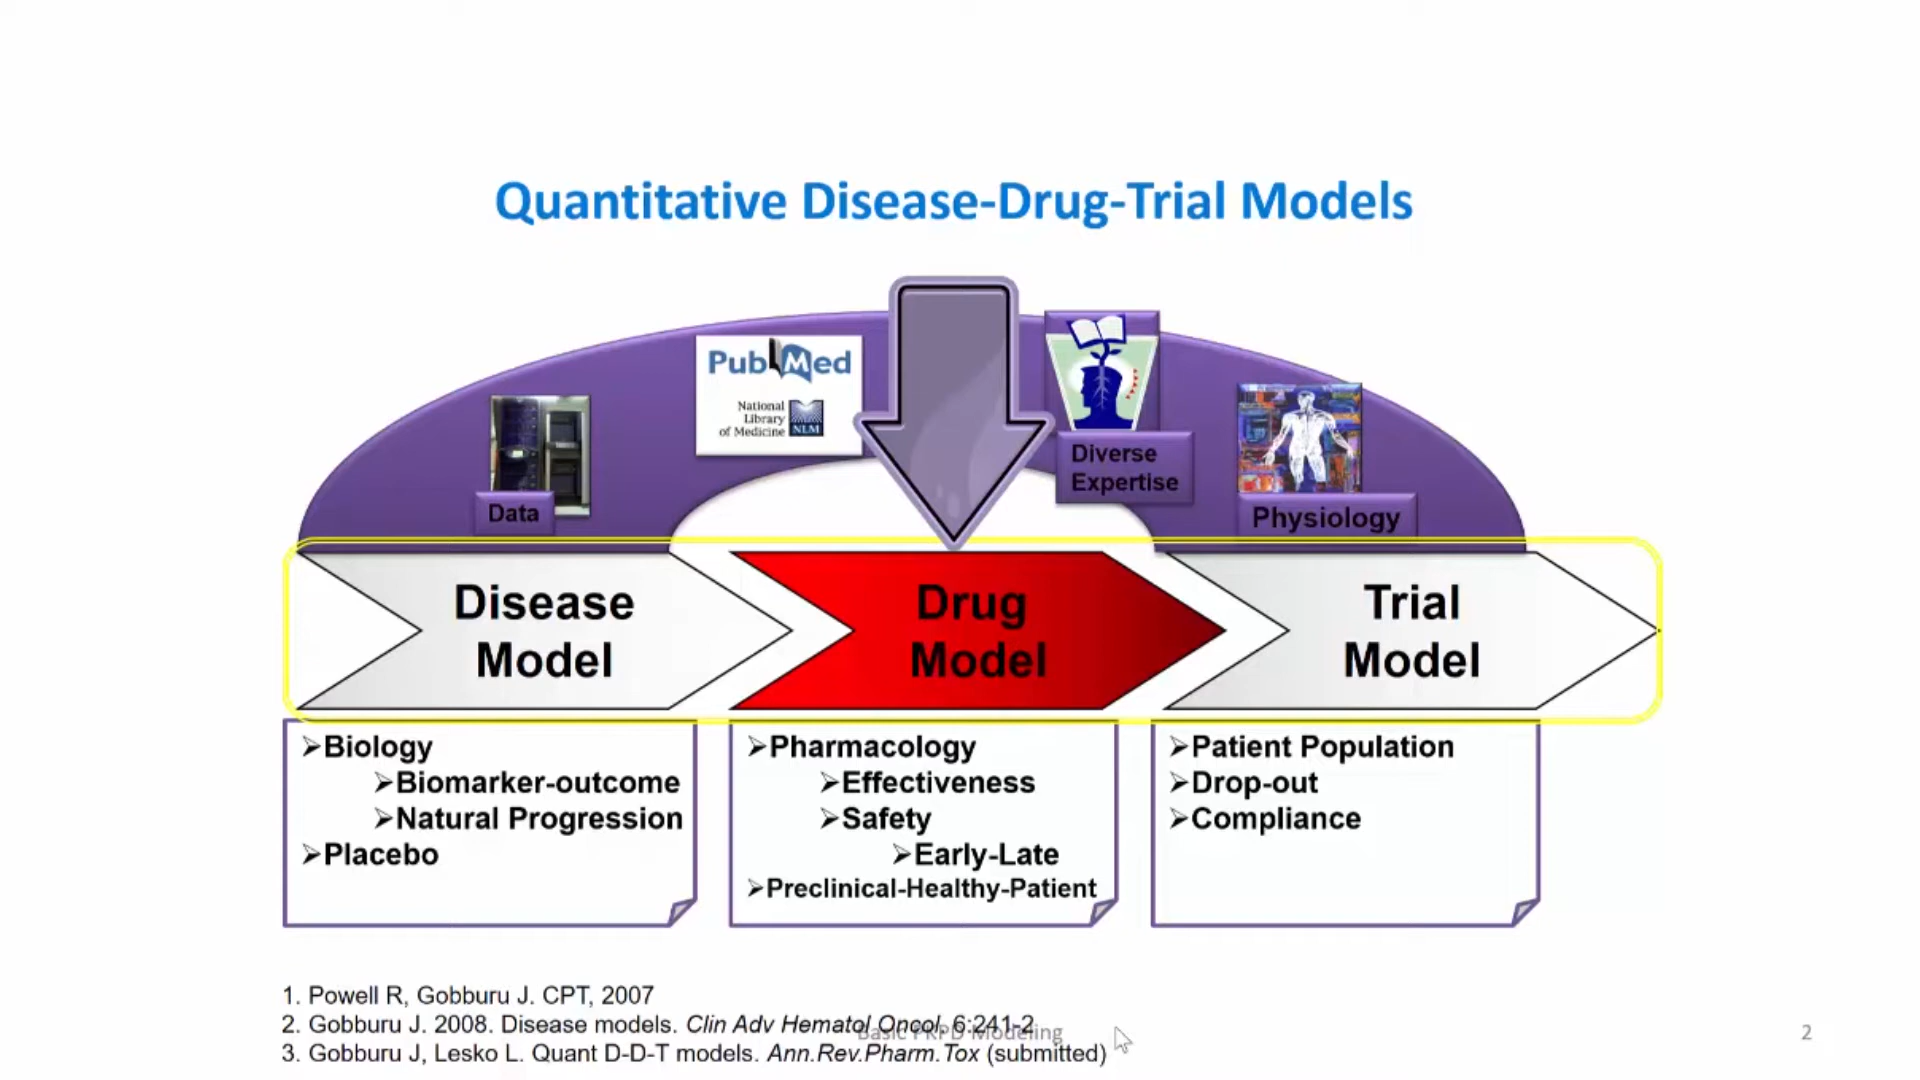 Quantitative Disease-Drug-Trial Models
PubMed
National
Library
of Medicine NLM
Diverse
Expertise
Data
Physiology
Disease
Model
Drug
Model
Trial
Model
➢Biology
➢Biomarker-outcome
➢Natural Progression
➢Placebo
➢Pharmacology
➢Effectiveness
➢Safety
➢Early-Late
➢Preclinical-Healthy-Patient
➢Patient Population
➢Drop-out
➢Compliance
1. Powell R, Gobburu J. CPT, 2007
2. Gobburu J. 2008. Disease models. Clin Adv Hematol Oncol. 6:241-2
3. Gobburu J, Lesko L. Quant D-D-T models. Ann.Rev.Pharm.Tox (submitted)
Basic PKPD Modeling
2